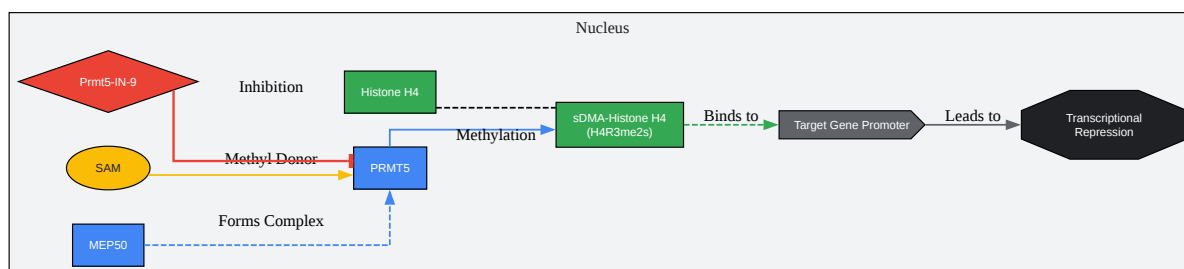 Nucleus
Prmt5-IN-9
Inhibition
Histone H4
sDMA-Histone H4
(H4R3me2s)
Binds to
Target Gene Promoter
Leads to
Transcriptional
Repression
Methylation
SAM
Methyl Donor
PRMT5
Forms Complex
MEP50